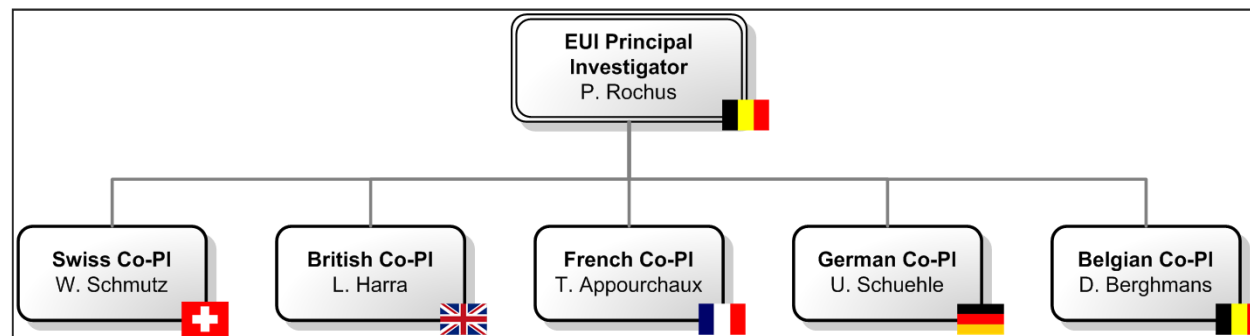 EUI Principal
Investigator
P. Rochus
Swiss Co-PI
W. Schmutz
British Co-PI
L. Harra
French Co-PI
T. Appourchaux
German Co-PI
U. Schuehle
Belgian Co-PI
D. Berghmans